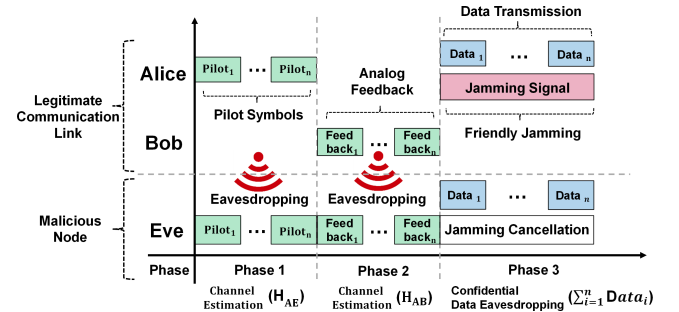 Data Transmission
Data 1 ... Data n
Alice
Pilot1 ... Pilotn
Jamming Signal
Analog
Feedback
Legitimate
Communication
Link
Pilot Symbols
Friendly Jamming
Bob
Feed
back1 ... Feed
backn
Eavesdropping
Eavesdropping
Data 1 ... Data n
Malicious
Node
Eve
Pilot1 ... Pilotn
Feed
back1 ... Feed
backn
Jamming Cancellation
Phase
Phase 1
Phase 2
Phase 3
Channel
Estimation (HAE)
Channel
Estimation (HAB)
Confidential
Data Eavesdropping (∑ⁿᵢ₌₁ Dataᵢ)